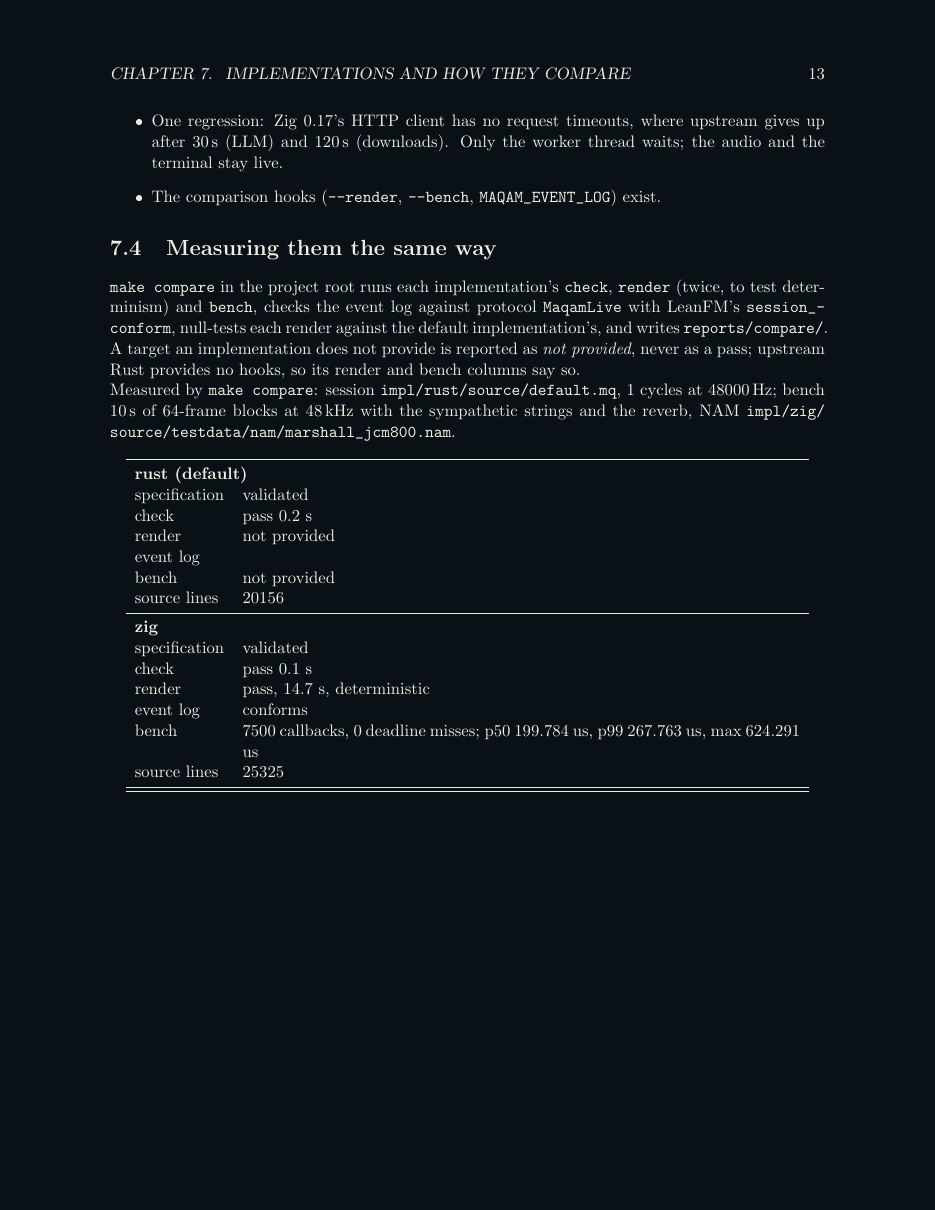 CHAPTER 7. IMPLEMENTATIONS AND HOW THEY COMPARE 13
• One regression: Zig 0.17's HTTP client has no request timeouts, where upstream gives up
after 30 s (LLM) and 120 s (downloads). Only the worker thread waits; the audio and the
terminal stay live.
• The comparison hooks (--render, --bench, MAQAM_EVENT_LOG) exist.
7.4 Measuring them the same way
make compare in the project root runs each implementation's check, render (twice, to test deter-
minism) and bench, checks the event log against protocol MaqamLive with LeanFM's session_-
conform, null-tests each render against the default implementation's, and writes reports/compare/.
A target an implementation does not provide is reported as not provided, never as a pass; upstream
Rust provides no hooks, so its render and bench columns say so.
Measured by make compare: session impl/rust/source/default.mq, 1 cycles at 48000 Hz; bench
10 s of 64-frame blocks at 48 kHz with the sympathetic strings and the reverb, NAM impl/zig/
source/testdata/nam/marshall_jcm800.nam.
rust (default)
specification validated
check pass 0.2 s
render not provided
event log
bench not provided
source lines 20156
zig
specification validated
check pass 0.1 s
render pass, 14.7 s, deterministic
event log conforms
bench 7500 callbacks, 0 deadline misses; p50 199.784 us, p99 267.763 us, max 624.291
us
source lines 25325